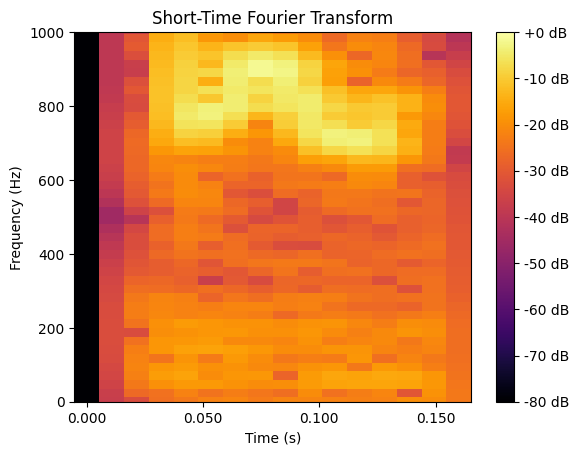 Short-Time Fourier Transform
Frequency (Hz)
1000
800
600
400
200
0
0.000
0.050
0.100
0.150
Time (s)
+0 dB
-10 dB
-20 dB
-30 dB
-40 dB
-50 dB
-60 dB
-70 dB
-80 dB